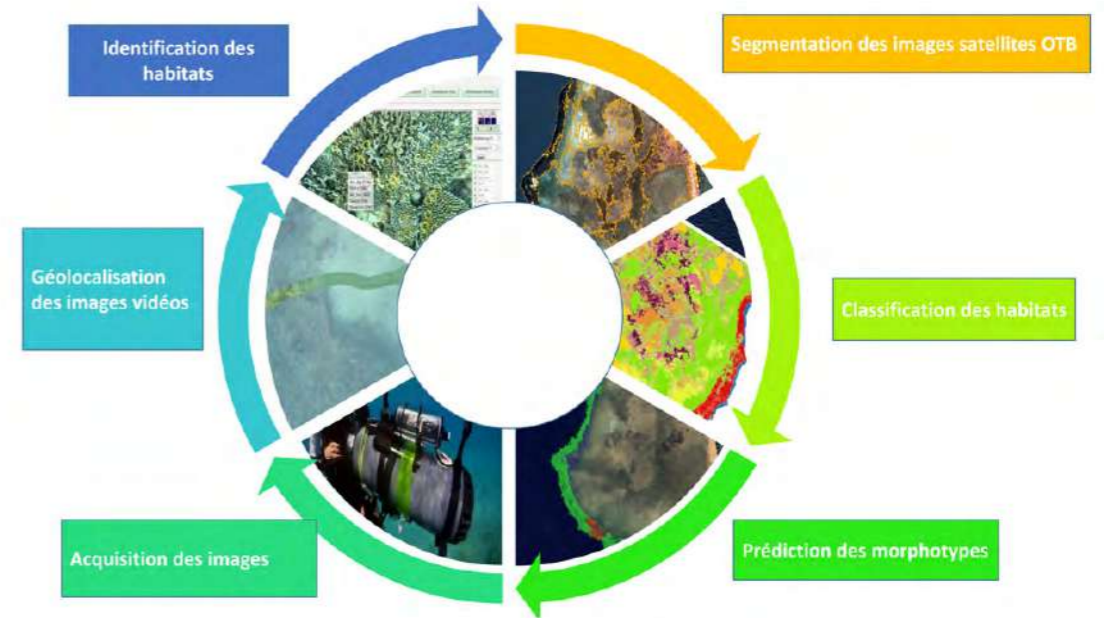 Identification des
habitats
Segmentation des images satellites OTB
Géolocalisation
des images vidéos
Classification des habitats
Acquisition des images
Prédiction des morphotypes